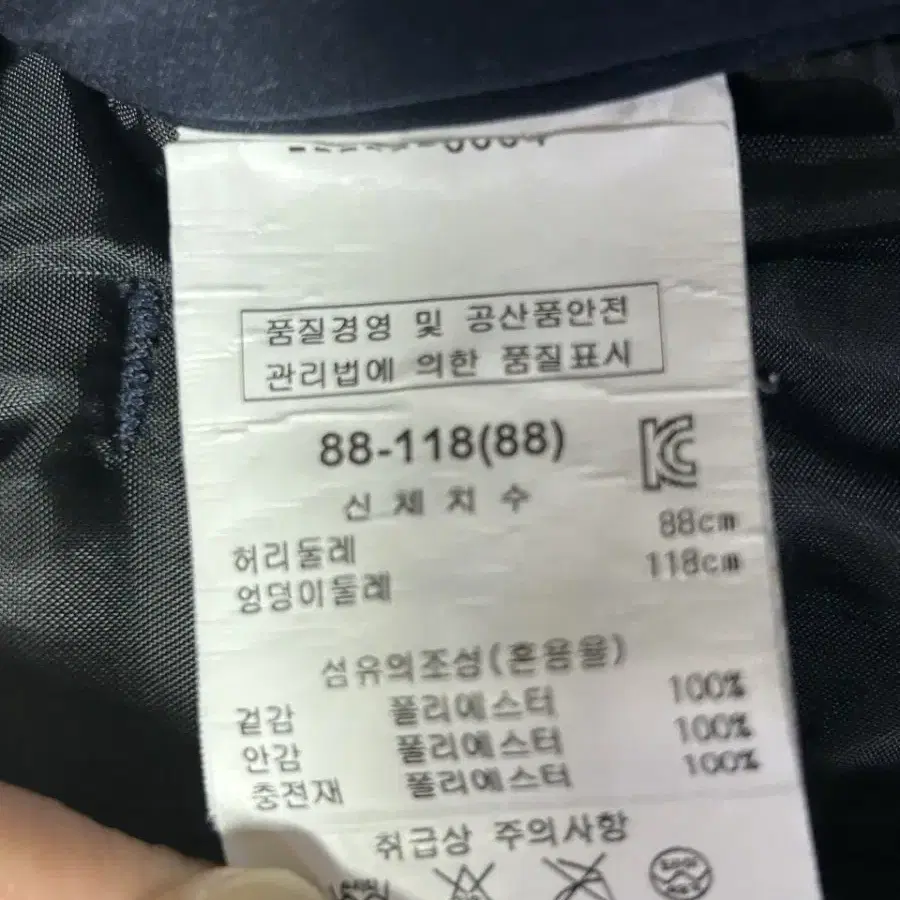 품질경영 및 공산품안전
관리법에 의한 품질표시
88-118(88)
KC
신체치수
허리둘레 88cm
엉덩이둘레 118cm
섬유의조성(혼용율)
겉감 폴리에스터 100%
안감 폴리에스터 100%
충전재 폴리에스터 100%
취급상 주의사항